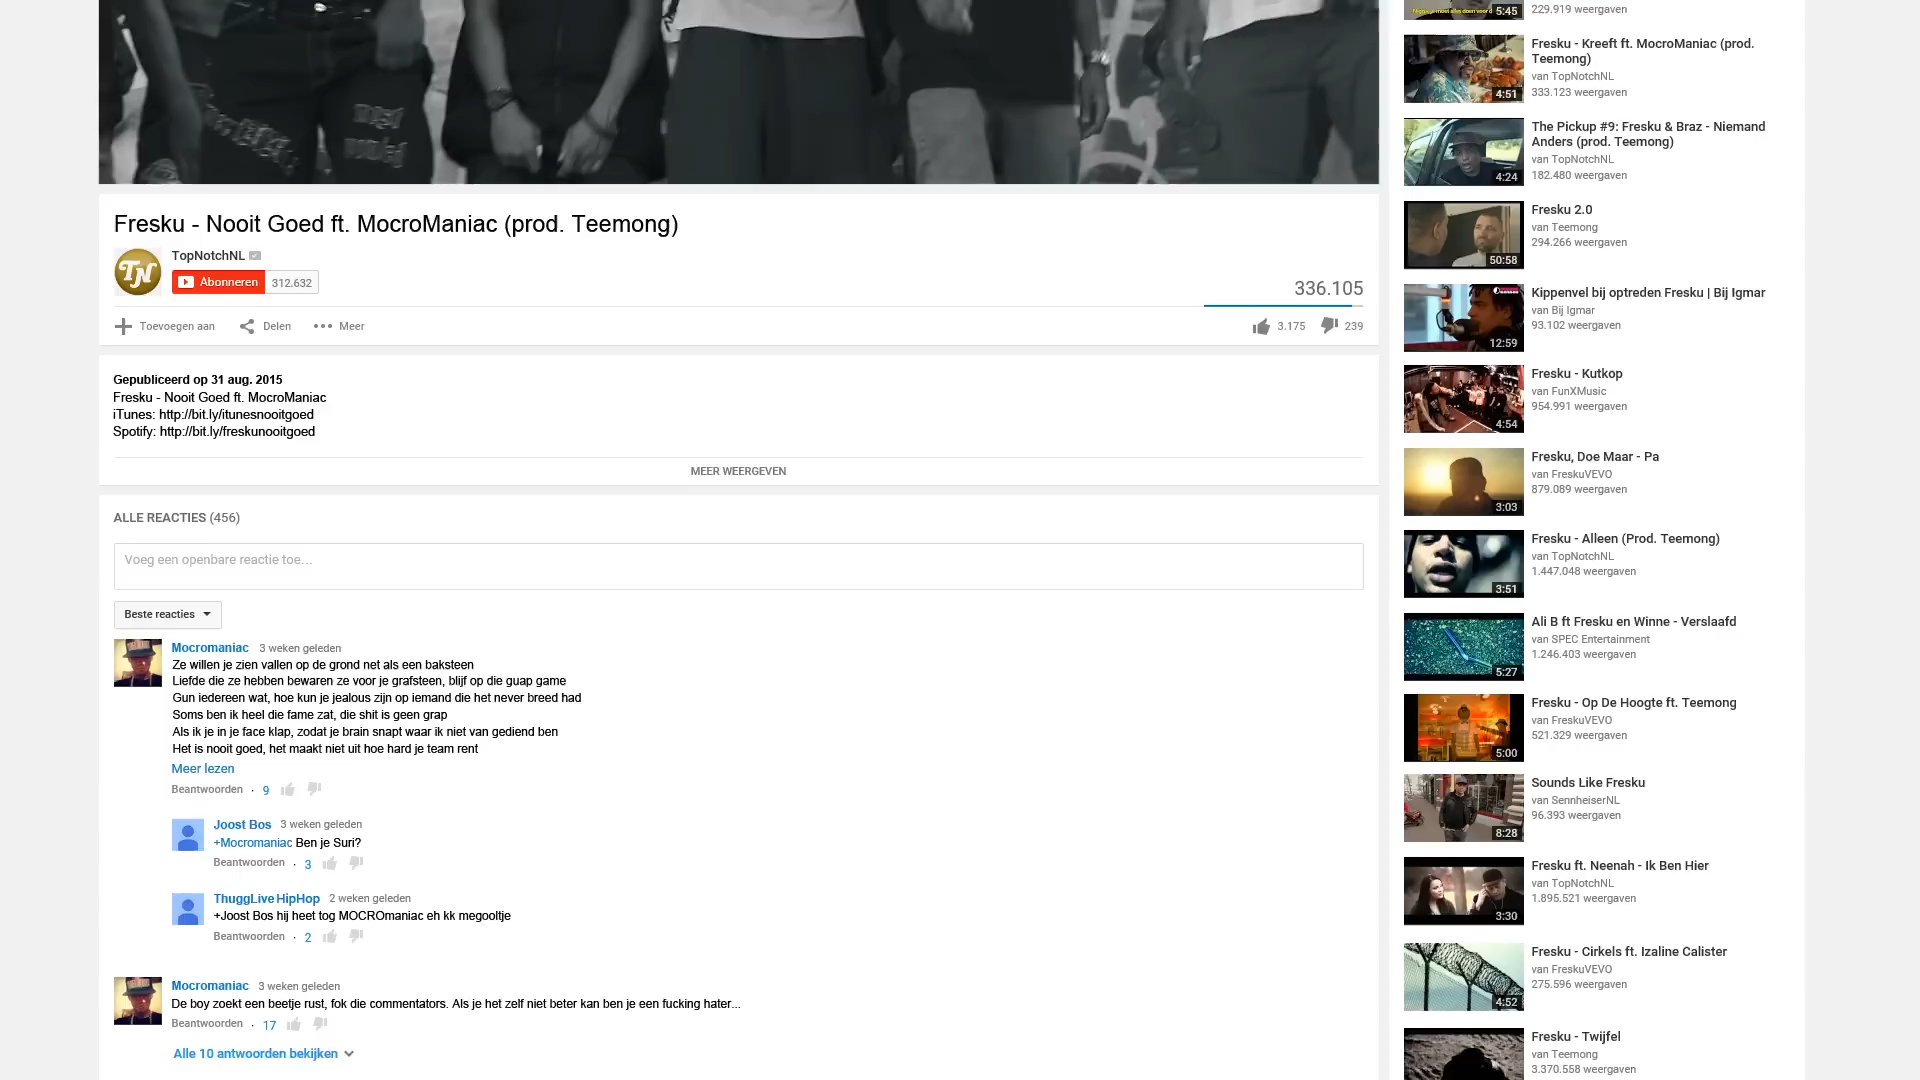 Fresku - Nooit Goed ft. MocroManiac (prod. Teemong)
TN
TopNotchNL
Abonneren 312.632
336.105
Toevoegen aan Delen Meer
3.175 239
Gepubliceerd op 31 aug. 2015
Fresku - Nooit Goed ft. MocroManiac
iTunes: http://bit.ly/itunesnooitgoed
Spotify: http://bit.ly/freskunooitgoed
MEER WEERGEVEN
ALLE REACTIES (456)
Voeg een openbare reactie toe...
Beste reacties
Mocromaniac 3 weken geleden
Ze willen je zien vallen op de grond net als een baksteen
Liefde die ze hebben bewaren ze voor je grafsteen, blijf op die guap game
Gun iedereen wat, hoe kun je jealous zijn op iemand die het never breed had
Soms ben ik heel die fame zat, die shit is geen grap
Als ik je in je face klap, zodat je brain snapt waar ik niet van gediend ben
Het is nooit goed, het maakt niet uit hoe hard je team rent
Meer lezen
Beantwoorden · 9
Joost Bos 3 weken geleden
+Mocromaniac Ben je Suri?
Beantwoorden · 3
ThuggLiveHipHop 2 weken geleden
+Joost Bos hij heet tog MOCROmaniac eh kk megooltje
Beantwoorden · 2
Mocromaniac 3 weken geleden
De boy zoekt een beetje rust, fok die commentators. Als je het zelf niet beter kan ben je een fucking hater...
Beantwoorden · 17
Alle 10 antwoorden bekijken
5:45
229.919 weergaven
Fresku - Kreeft ft. MocroManiac (prod.
Teemong)
van TopNotchNL
333.123 weergaven
4:51
The Pickup #9: Fresku & Braz - Niemand
Anders (prod. Teemong)
van TopNotchNL
182.480 weergaven
4:24
Fresku 2.0
van Teemong
294.266 weergaven
50:58
Kippenvel bij optreden Fresku | Bij Igmar
van Bij Igmar
93.102 weergaven
12:59
Fresku - Kutkop
van FunXMusic
954.991 weergaven
4:54
Fresku, Doe Maar - Pa
van FreskuVEVO
879.089 weergaven
3:03
Fresku - Alleen (Prod. Teemong)
van TopNotchNL
1.447.048 weergaven
3:51
Ali B ft Fresku en Winne - Verslaafd
van SPEC Entertainment
1.246.403 weergaven
5:27
Fresku - Op De Hoogte ft. Teemong
van FreskuVEVO
521.329 weergaven
5:00
Sounds Like Fresku
van SennheiserNL
96.393 weergaven
8:28
Fresku ft. Neenah - Ik Ben Hier
van TopNotchNL
1.895.521 weergaven
3:30
Fresku - Cirkels ft. Izaline Calister
van FreskuVEVO
275.596 weergaven
4:52
Fresku - Twijfel
van Teemong
3.370.558 weergaven